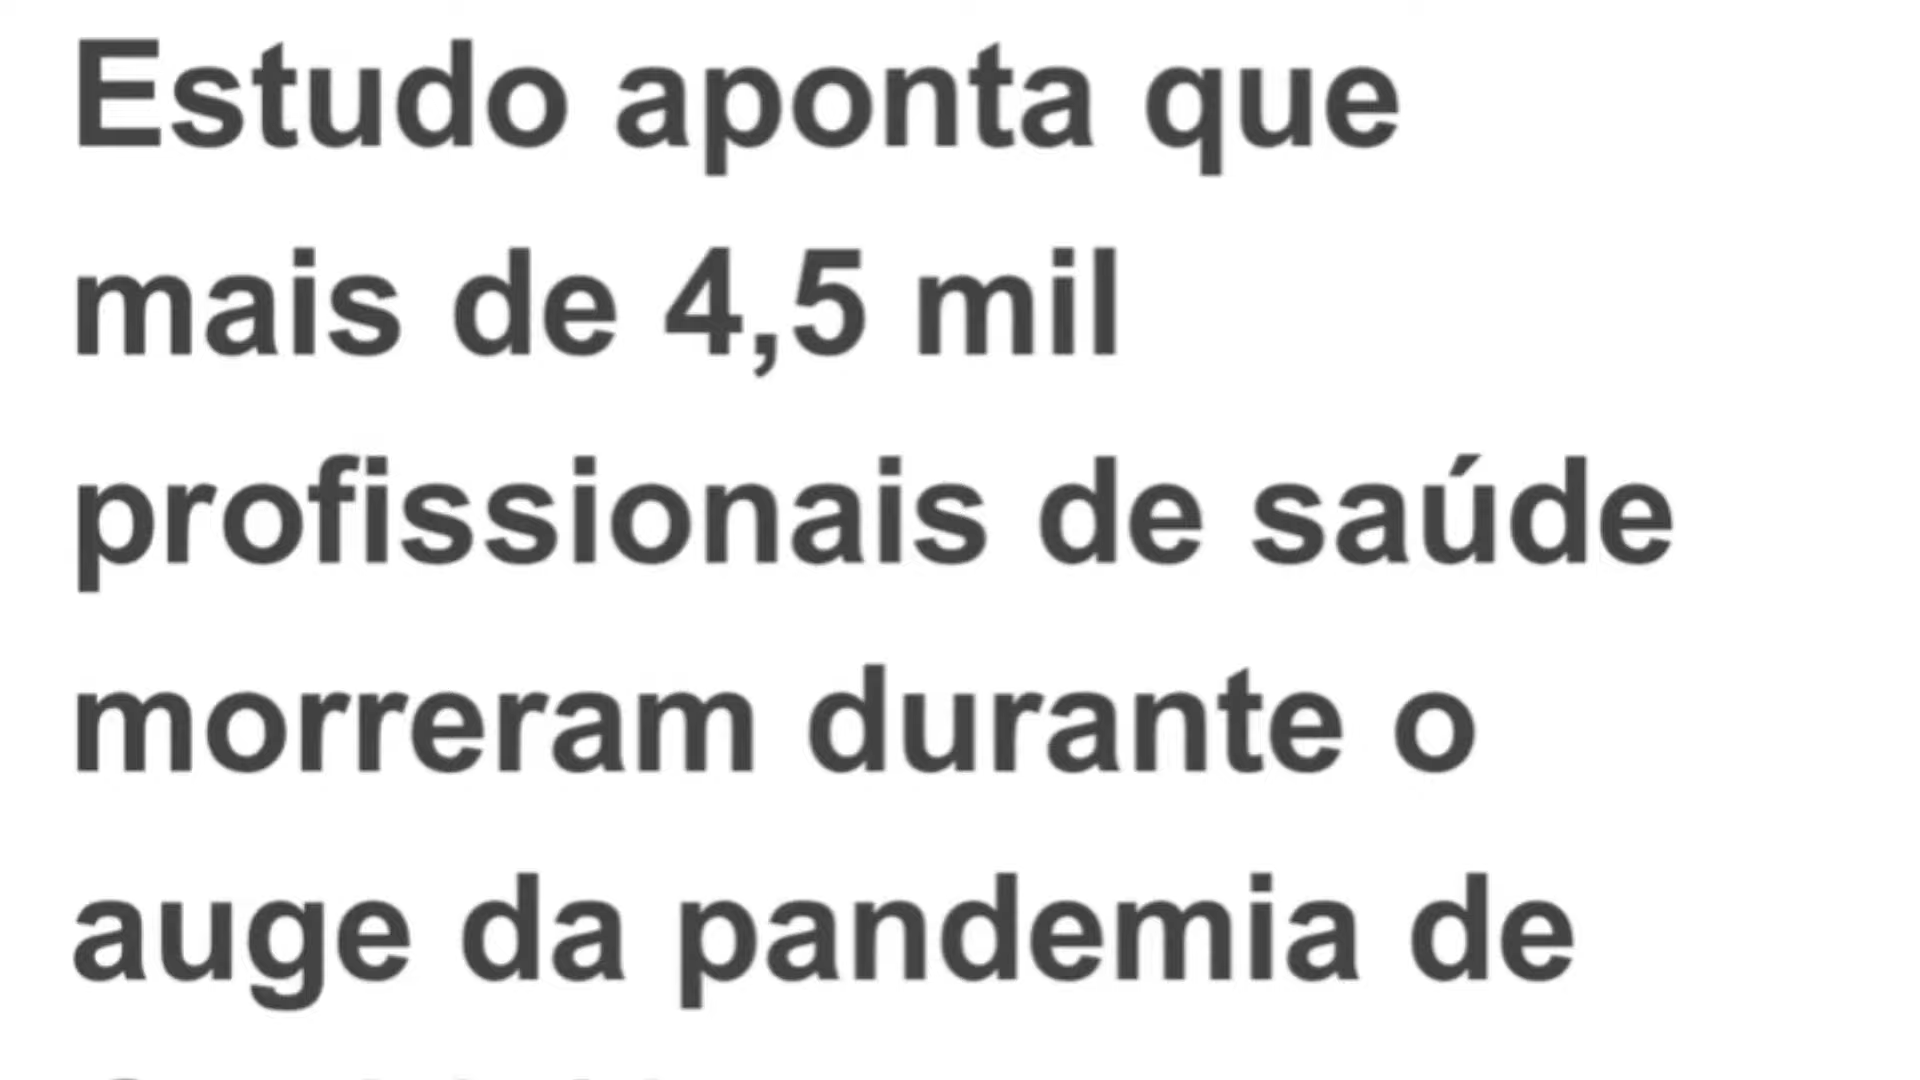 Estudo aponta que
mais de 4,5 mil
profissionais de saúde
morreram durante o
auge da pandemia de